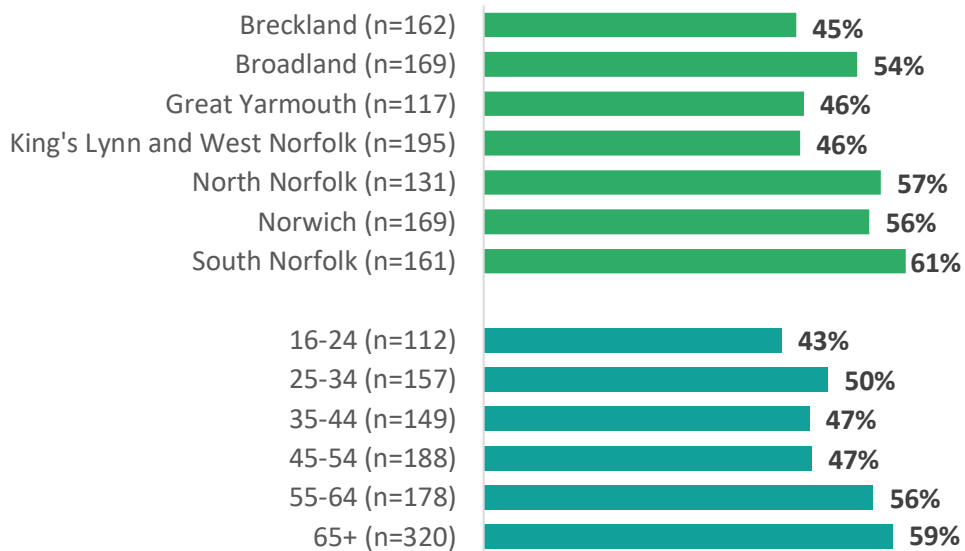 Breckland (n=162) 45%
Broadland (n=169) 54%
Great Yarmouth (n=117) 46%
King's Lynn and West Norfolk (n=195) 46%
North Norfolk (n=131) 57%
Norwich (n=169) 56%
South Norfolk (n=161) 61%
16-24 (n=112) 43%
25-34 (n=157) 50%
35-44 (n=149) 47%
45-54 (n=188) 47%
55-64 (n=178) 56%
65+ (n=320) 59%